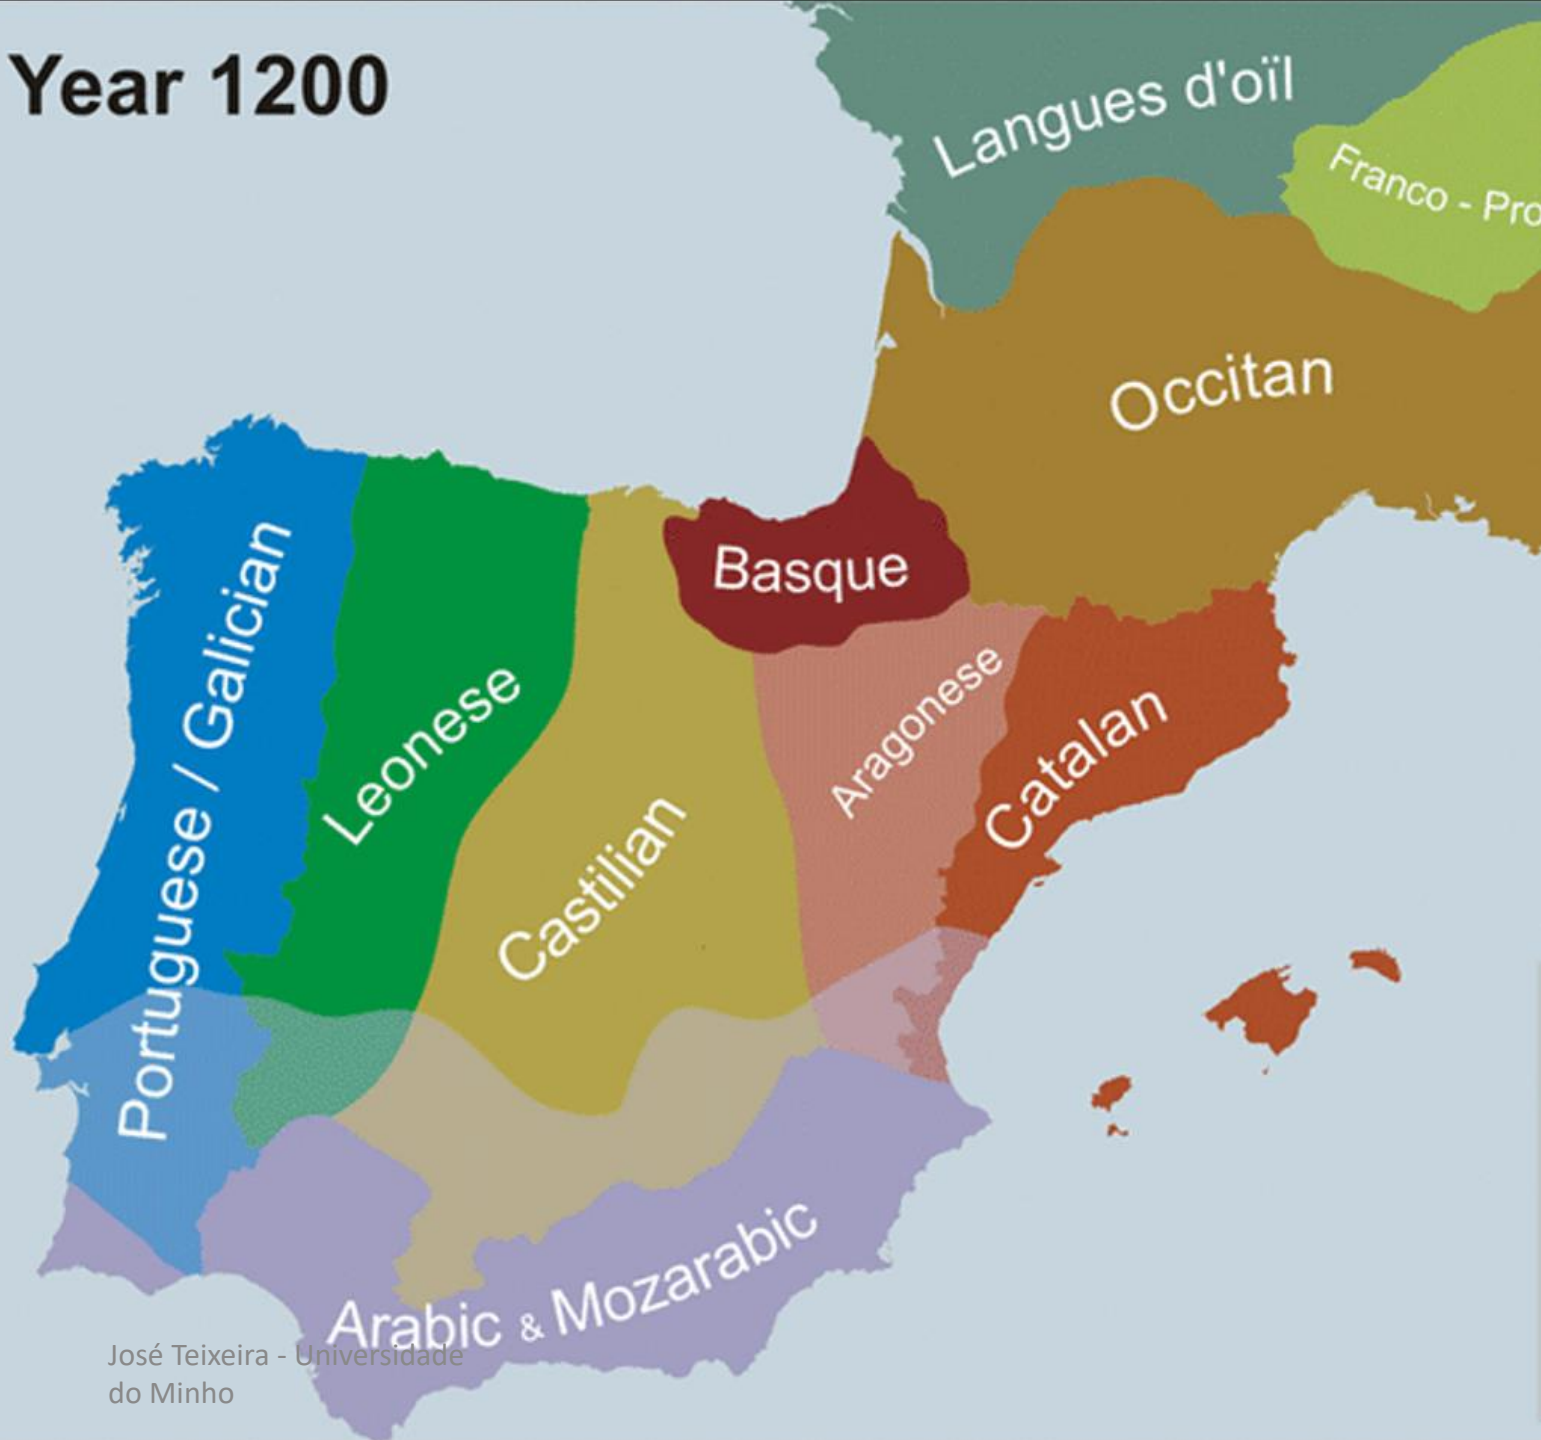 Year 1200
Langues d'oïl
Franco - Pro
Occitan
Basque
Portuguese / Galician
Leonese
Castilian
Aragonese
Catalan
Arabic & Mozarabic
José Teixeira - Universidade
do Minho